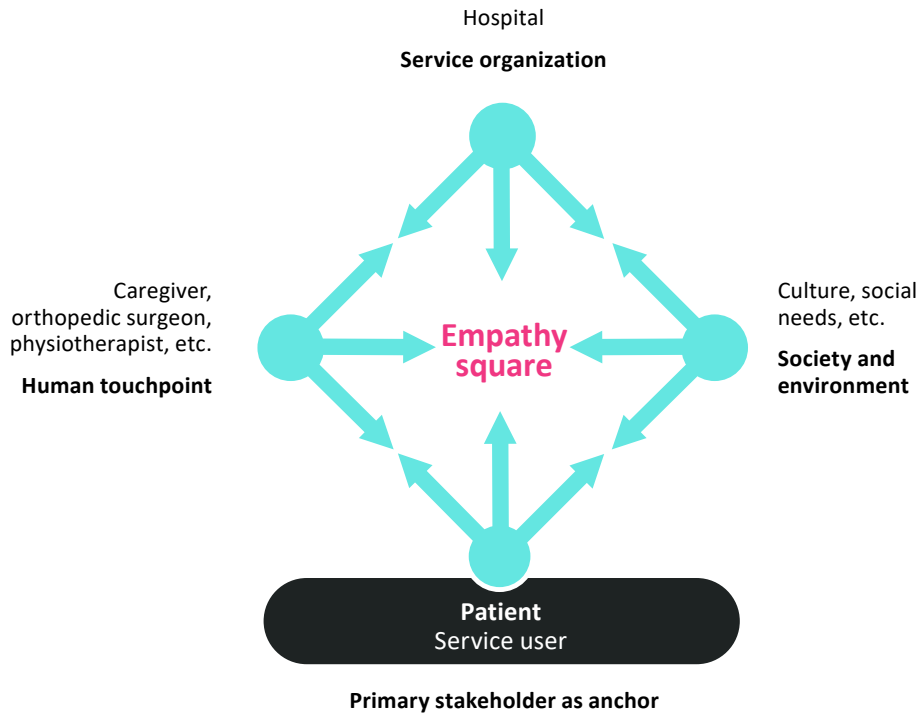 Hospital
Service organization
Caregiver,
orthopedic surgeon,
physiotherapist, etc.
Human touchpoint
Empathy
square
Culture, social
needs, etc.
Society and
environment
Patient
Service user
Primary stakeholder as anchor